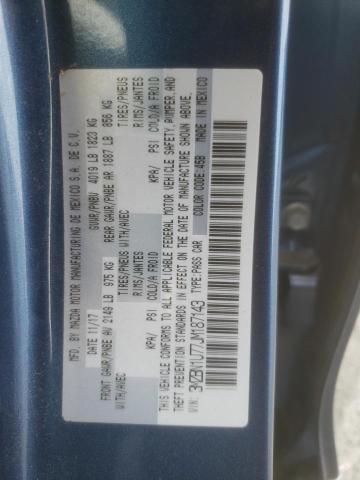 MFD. BY MAZDA MOTOR MANUFACTURING DE MEXICO S.A. DE C.V.
DATE 11/17 GVWR/PNBV 4019 LB 1823 KG
FRONT GAWR/PNBE AV 2149 LB 975 KG REAR GAWR/PNBE AR 1887 LB 856 KG
WITH/AVEC TIRES/PNEUS WITH/AVEC TIRES/PNEUS
RIMS/JANTES RIMS/JANTES
KPA/ PSI COLD/A FROID KPA/ PSI COLD/A FROID
THIS VEHICLE CONFORMS TO ALL APPLICABLE FEDERAL MOTOR VEHICLE SAFETY, BUMPER, AND
THEFT PREVENTION STANDARDS IN EFFECT ON THE DATE OF MANUFACTURE SHOWN ABOVE.
VIN: 3MZBN1U77JM187143 TYPE:PASS CAR COLOR CODE:45B MADE IN MEXICO